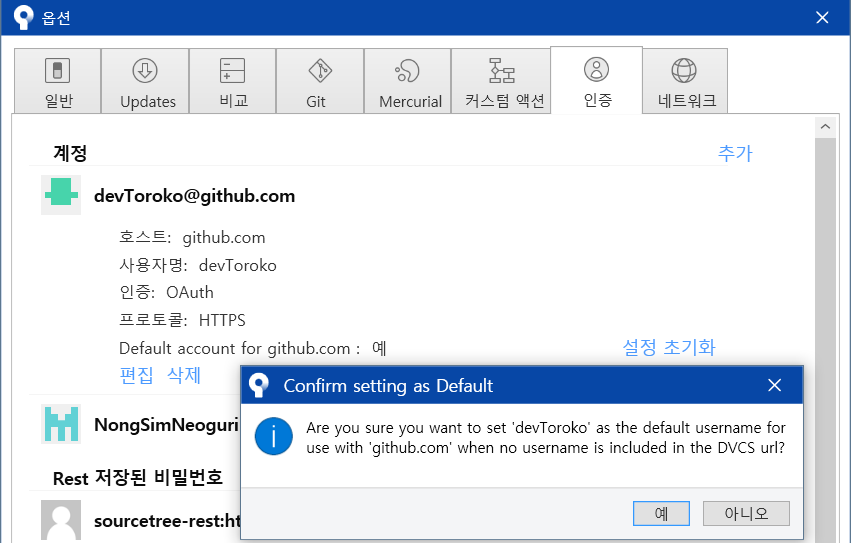 옵션
일반
Updates
비교
Git
Mercurial
커스텀 액션
인증
네트워크
계정
추가
devToroko@github.com
호스트: github.com
사용자명: devToroko
인증: OAuth
프로토콜: HTTPS
Default account for github.com : 예
설정 초기화
편집 삭제
Confirm setting as Default
Are you sure you want to set 'devToroko' as the default username for
use with 'github.com' when no username is included in the DVCS url?
예
아니오
NongSimNeoguri
Rest 저장된 비밀번호
sourcetree-rest: